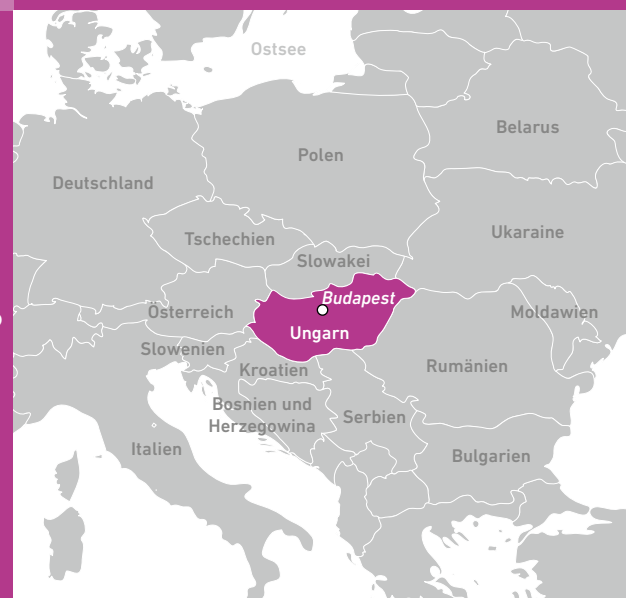 Ostsee
Belarus
Polen
Deutschland
Ukaraine
Tschechien
Slowakei
Budapest
Österreich
Moldawien
Ungarn
Slowenien
Rumänien
Kroatien
Bosnien und
Herzegowina
Serbien
Italien
Bulgarien